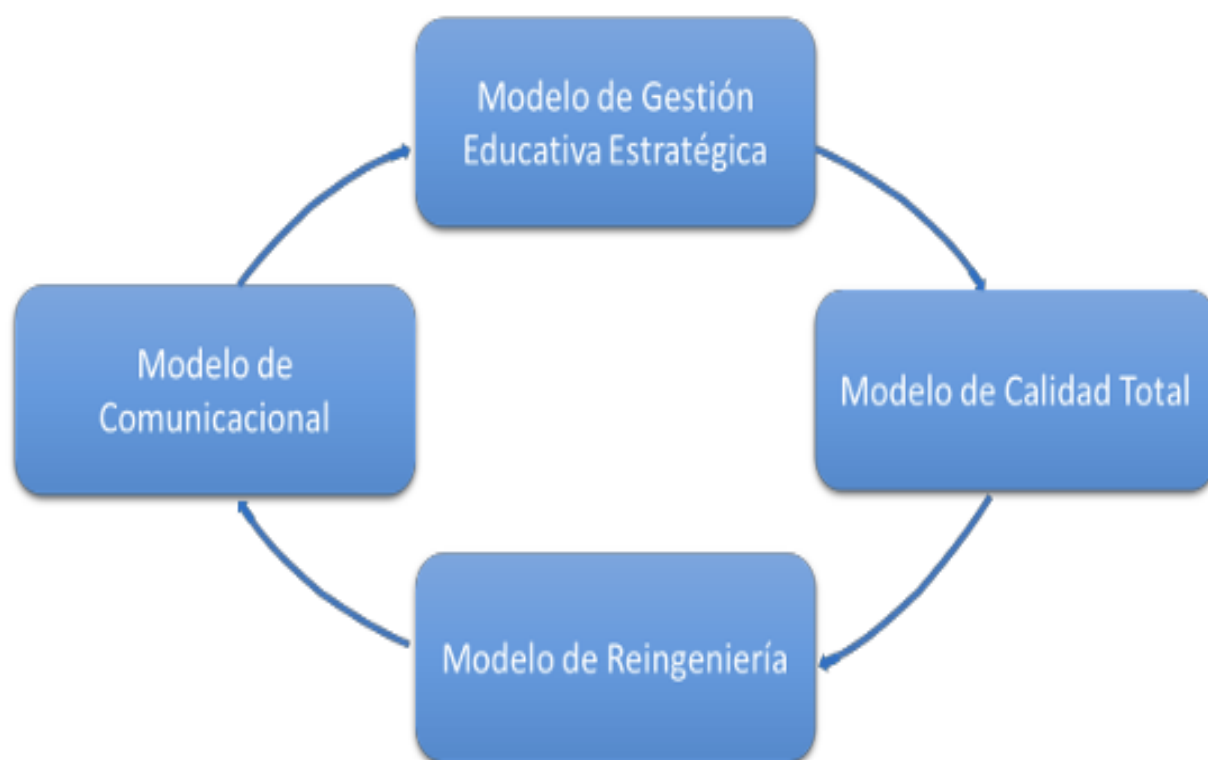 Modelo de Gestión
Educativa Estratégica
Modelo de Calidad Total
Modelo de Reingeniería
Modelo de
Comunicacional